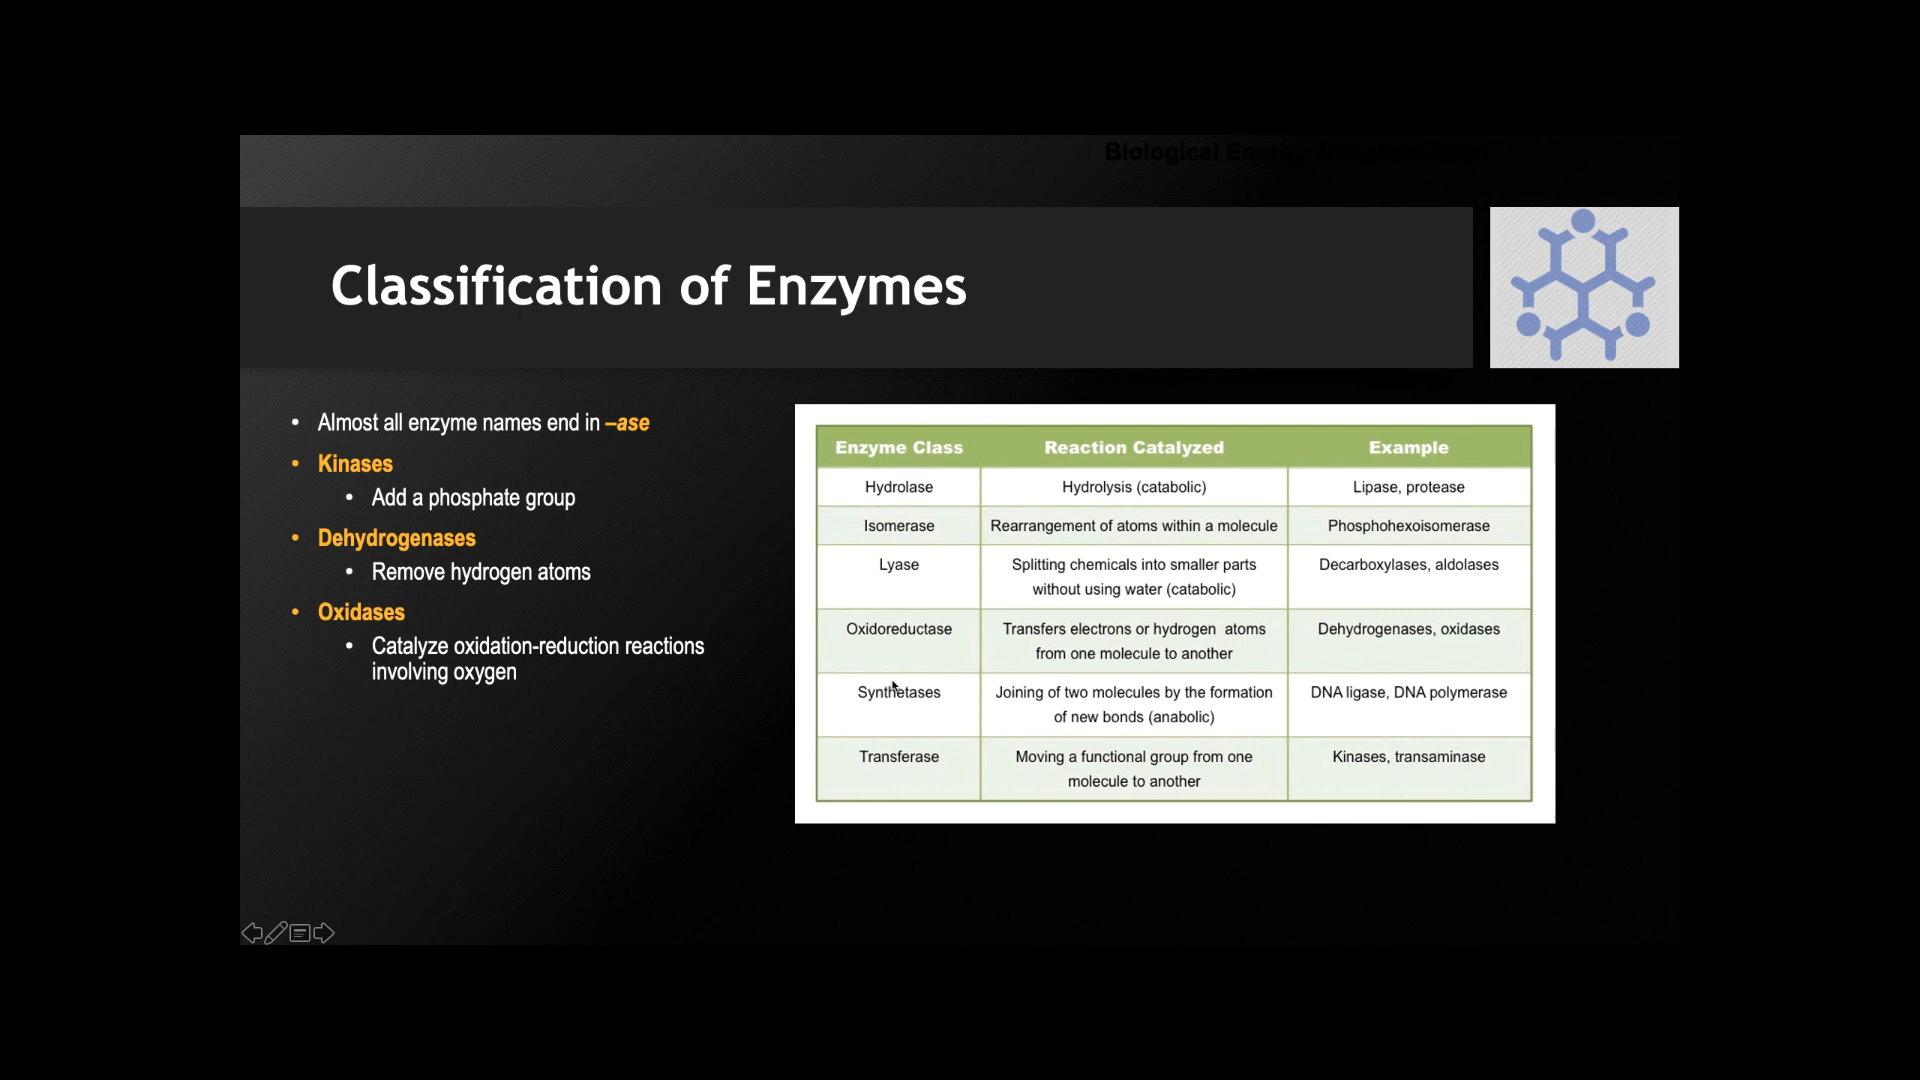 Biological Energy
Classification of Enzymes
• Almost all enzyme names end in –ase
• Kinases
• Add a phosphate group
• Dehydrogenases
• Remove hydrogen atoms
• Oxidases
• Catalyze oxidation-reduction reactions
involving oxygen
Enzyme Class Reaction Catalyzed Example
Hydrolase Hydrolysis (catabolic) Lipase, protease
Isomerase Rearrangement of atoms within a molecule Phosphohexoisomerase
Lyase Splitting chemicals into smaller parts Decarboxylases, aldolases
without using water (catabolic)
Oxidoreductase Transfers electrons or hydrogen atoms Dehydrogenases, oxidases
from one molecule to another
Synthetases Joining of two molecules by the formation DNA ligase, DNA polymerase
of new bonds (anabolic)
Transferase Moving a functional group from one Kinases, transaminase
molecule to another